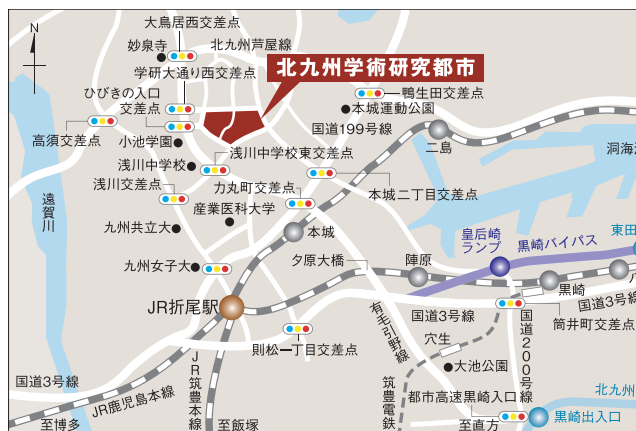 大鳥居西交差点
N
妙泉寺
北九州芦屋線
学研大通り西交差点
北九州学術研究都市
ひびきの入口
交差点
鴨生田交差点
本城運動公園
高須交差点
小池学園
国道199号線
二島
洞海
浅川中学校
浅川中学校東交差点
浅川交差点
力丸町交差点
本城二丁目交差点
遠賀川
産業医科大学
九州共立大
本城
皇后崎
ランプ
黒崎バイパス
東田
九州女子大
夕原大橋
陣原
黒崎
八
JR折尾駅
国道3号線
有毛引野線
国道3号線
筒井町交差点
則松一丁目交差点
穴生
国道200号線
大池公園
国道3号線
JR鹿児島本線
JR筑豊本線
筑豊電鉄
都市高速黒崎入口
北九州
黒崎出入口
至博多
至飯塚
至直方